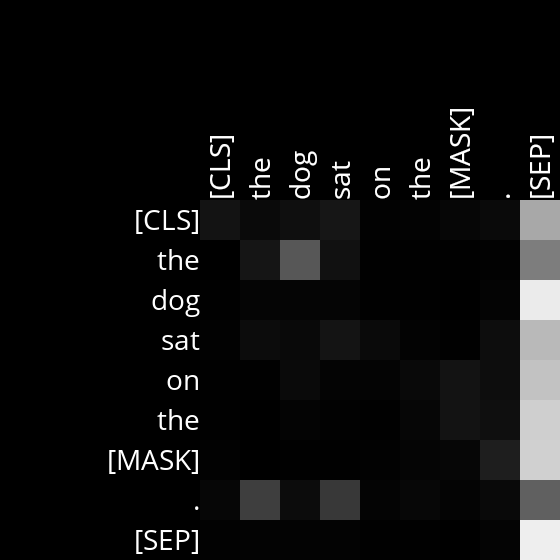 [CLS] the dog sat on the [MASK] . [SEP]
[CLS]
the
dog
sat
on
the
[MASK]
.
[SEP]